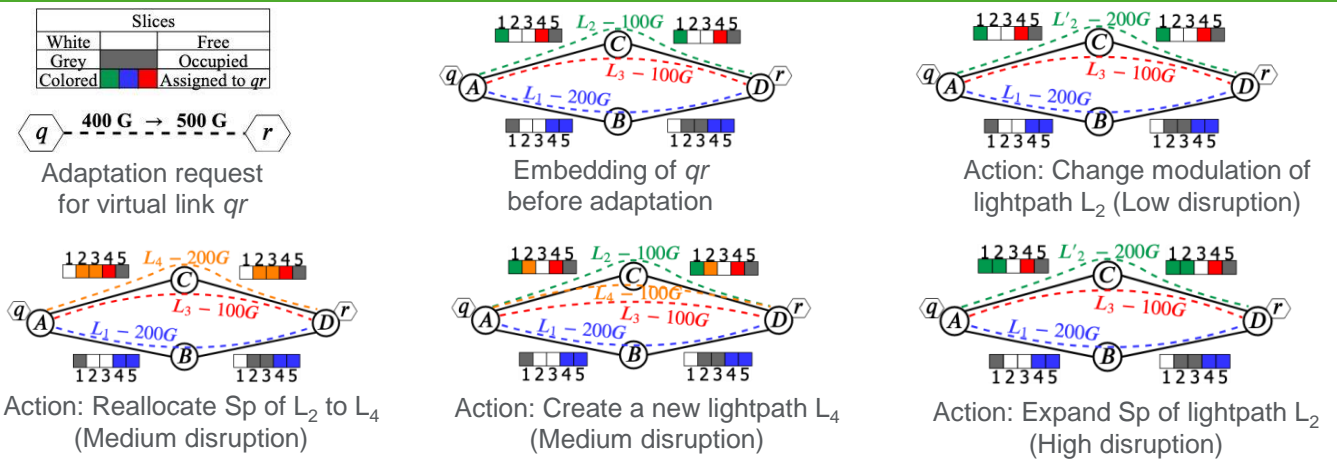 Slices
White Free
Grey Occupied
Colored Assigned to qr
q 400 G → 500 G r
Adaptation request
for virtual link qr
12345 L₂ − 100G 12345
C
q A L₃ − 100G D r
L₁ − 200G
B
12345 12345
Embedding of qr
before adaptation
12345 L'₂ − 200G 12345
C
q A L₃ − 100G D r
L₁ − 200G
B
12345 12345
Action: Change modulation of
lightpath L₂ (Low disruption)
12345 L₄ − 200G 12345
C
q A L₃ − 100G D r
L₁ − 200G
B
12345 12345
Action: Reallocate Sp of L₂ to L₄
(Medium disruption)
12345 L₂ − 100G 12345
C
L₄ − 100G
q A L₃ − 100G D r
L₁ − 200G
B
12345 12345
Action: Create a new lightpath L₄
(Medium disruption)
12345 L'₂ − 200G 12345
C
q A L₃ − 100G D r
L₁ − 200G
B
12345 12345
Action: Expand Sp of lightpath L₂
(High disruption)